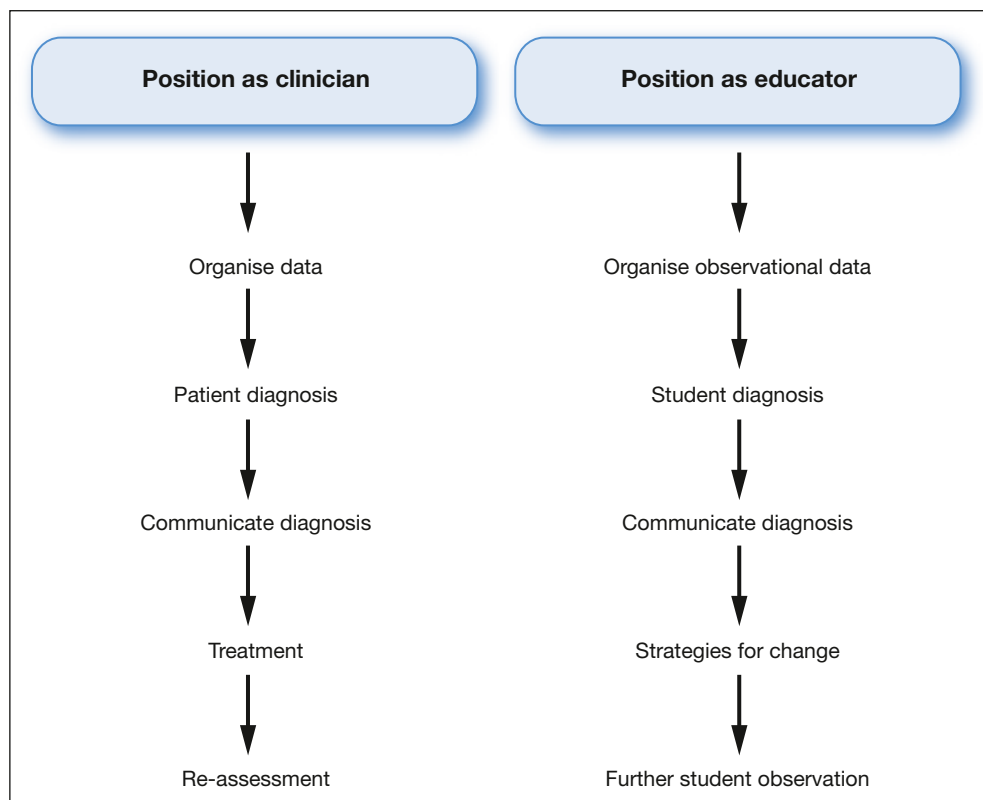 Position as clinician
Position as educator
Organise data
Organise observational data
Patient diagnosis
Student diagnosis
Communicate diagnosis
Communicate diagnosis
Treatment
Strategies for change
Re-assessment
Further student observation